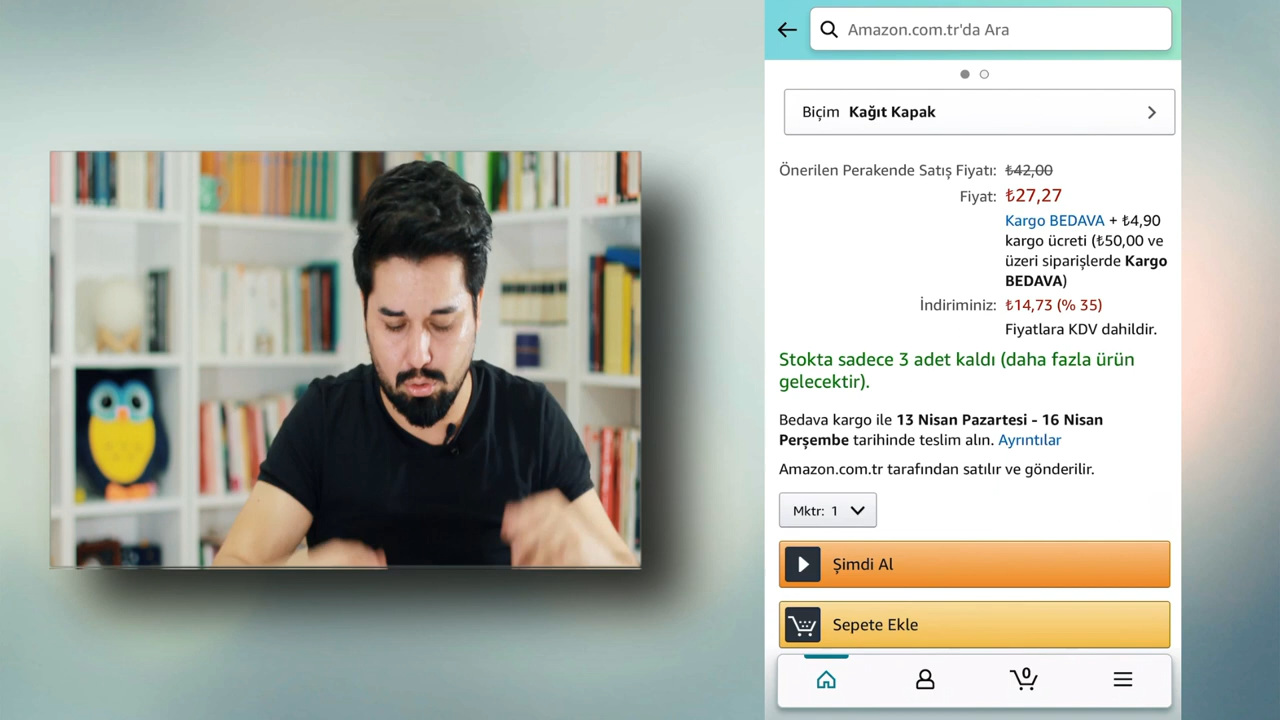 Amazon.com.tr'da Ara
Biçim Kağıt Kapak
Önerilen Perakende Satış Fiyatı: ₺42,00
Fiyat: ₺27,27
Kargo BEDAVA + ₺4,90
kargo ücreti (₺50,00 ve
üzeri siparişlerde Kargo
BEDAVA)
İndiriminiz: ₺14,73 (% 35)
Fiyatlara KDV dahildir.
Stokta sadece 3 adet kaldı (daha fazla ürün
gelecektir).
Bedava kargo ile 13 Nisan Pazartesi - 16 Nisan
Perşembe tarihinde teslim alın. Ayrıntılar
Amazon.com.tr tarafından satılır ve gönderilir.
Mktr: 1
Şimdi Al
Sepete Ekle
0